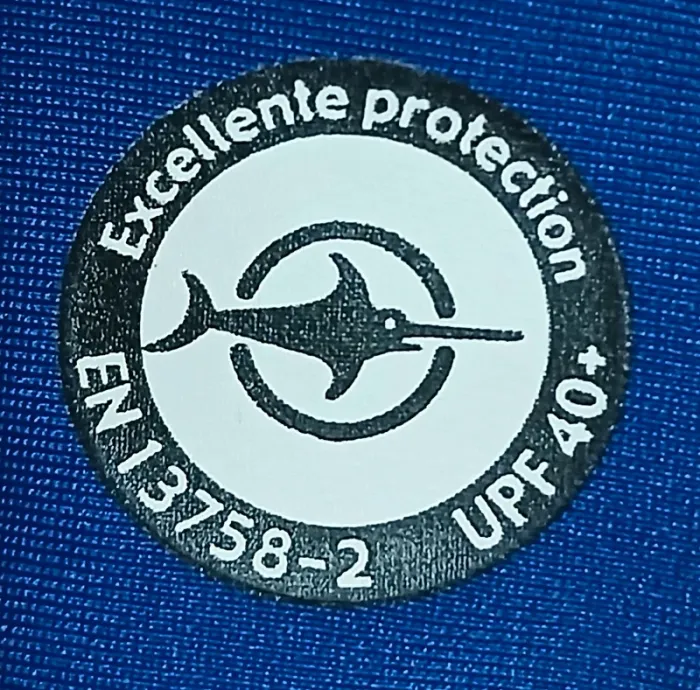 Excellente protection
EN 13758-2
UPF 40+